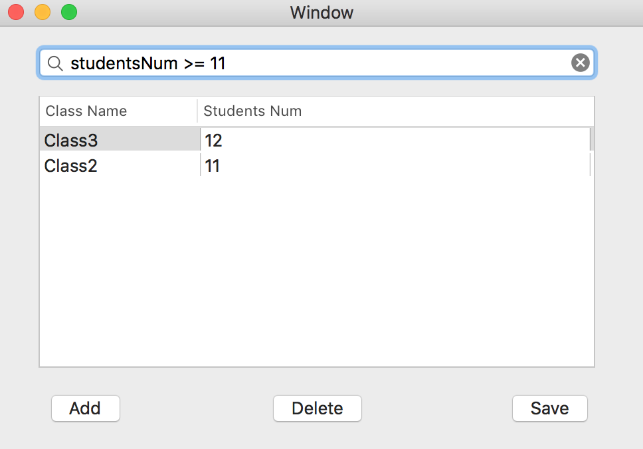 Window
studentsNum >= 11
Class Name Students Num
Class3 12
Class2 11
Add Delete Save